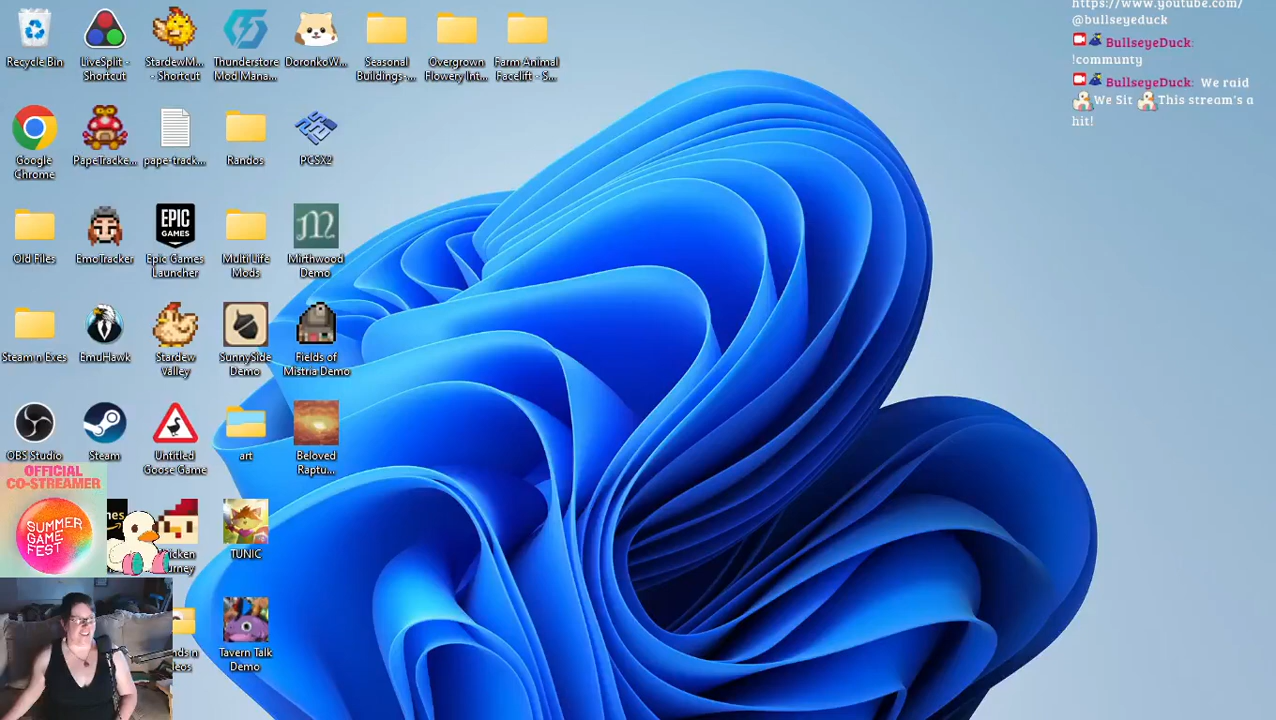 https://www.youtube.com/
@bullseyeduck
BullseyeDuck:
!communty
BullseyeDuck: We raid
We Sit This stream's a
hit!
Recycle Bin
LiveSplit -
Shortcut
StardewM...
- Shortcut
Thunderstore
Mod Mana...
DoronkoW...
Seasonal
Buildings-...
Overgrown
Flowery Int...
Farm Animal
Facelift - S...
Google
Chrome
PapeTracke...
pape-track...
Randos
PCSX2
Old Files
EmoTracker
EPIC
GAMES
Epic Games
Launcher
Multi Life
Mods
M
Mirthwood
Demo
Steam n Exes
EmuHawk
Stardew
Valley
SunnySide
Demo
Fields of
Mistria Demo
OBS Studio
Steam
Untitled
Goose Game
art
Beloved
Raptu...
OFFICIAL
CO-STREAMER
SUMMER
GAME
FEST
TUNIC
Tavern Talk
Demo